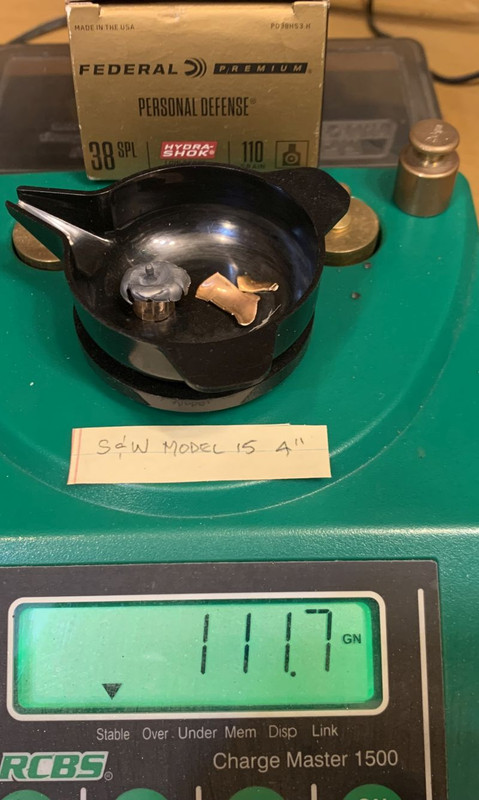 MADE IN THE USA
PD38HS3 H
FEDERAL PREMIUM
PERSONAL DEFENSE®
38 SPL HYDRA-SHOK® 110 GRAIN
S&W MODEL 15 4"
111.7 GN
Stable Over Under Mem Disp Link
RCBS® Charge Master 1500